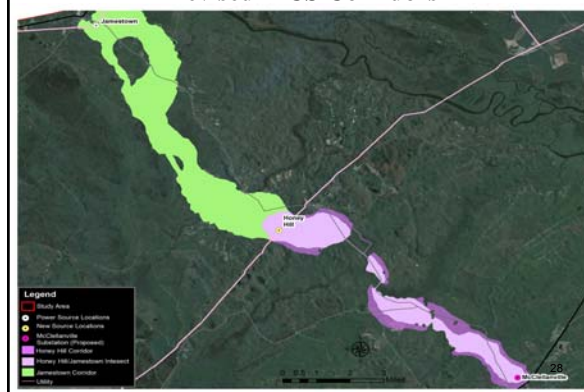 Jamestown
Honey
Hill
Legend
Study Area
Power Source Locations
New Source Locations
McClellanville
Substation (Proposed)
Honey Hill Corridor
Honey Hill/Jamestown Intesect
Jamestown Corridor
Utility
28
McClellanville